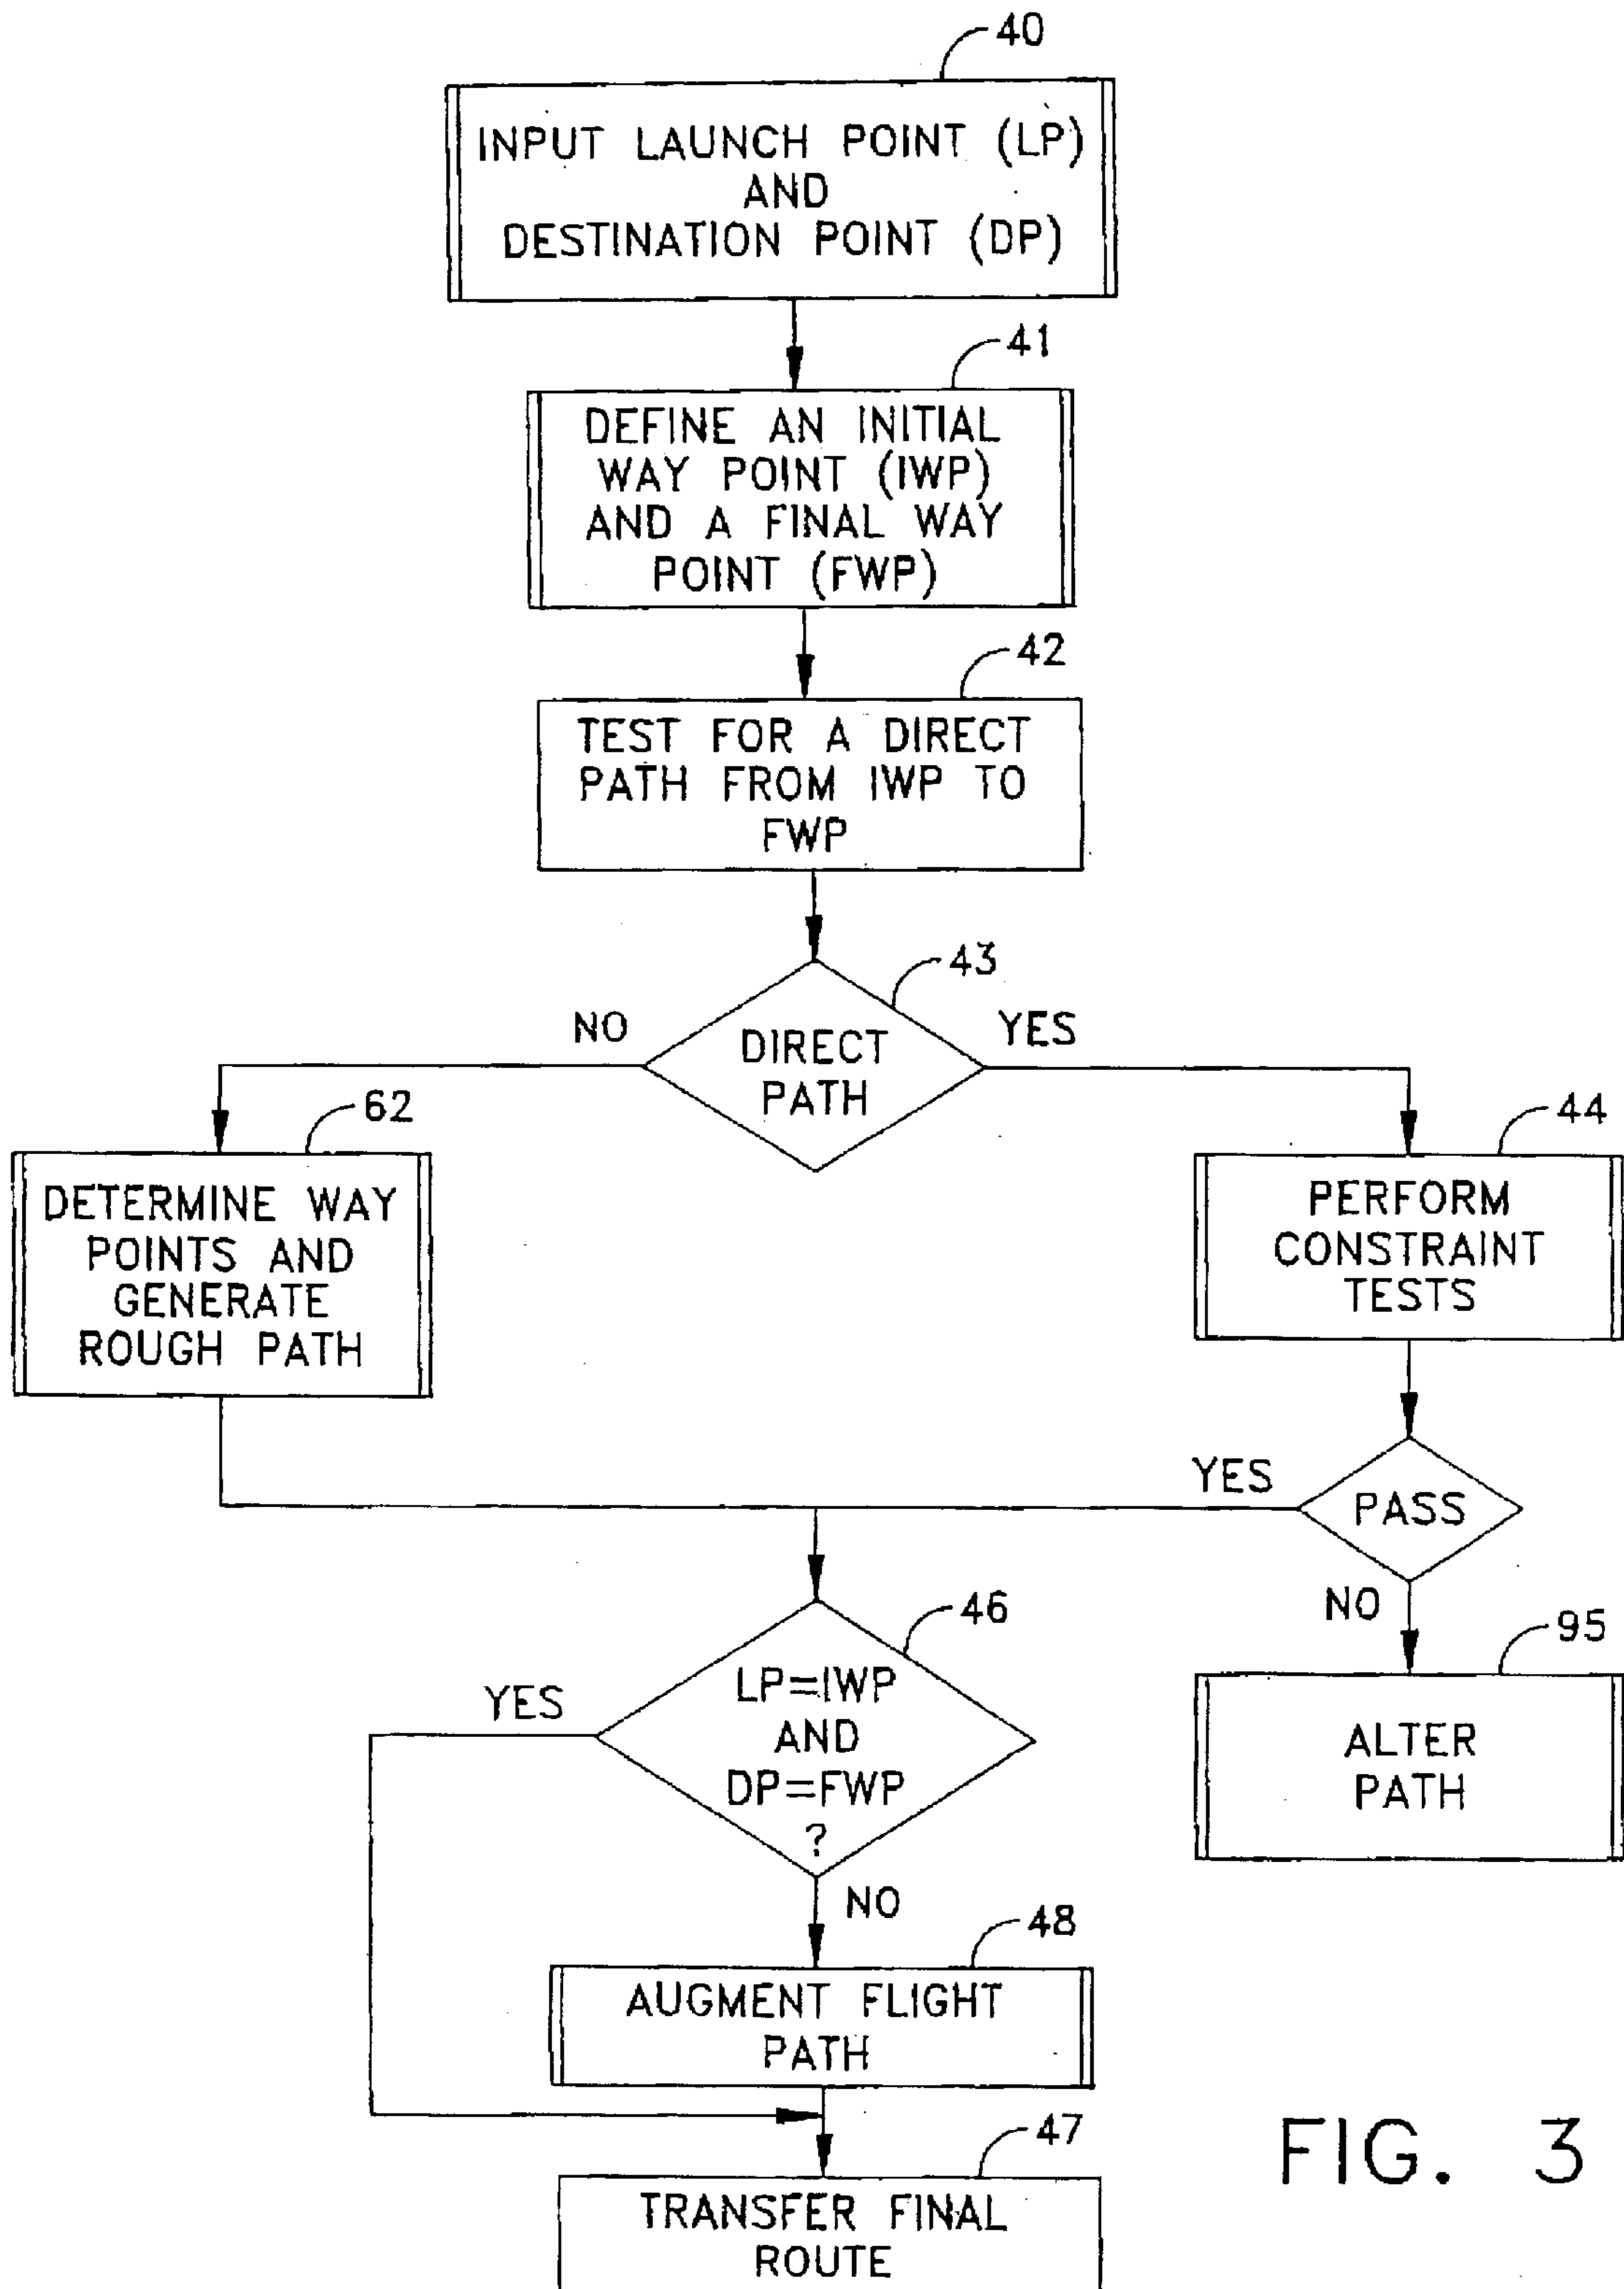 40
INPUT LAUNCH POINT (LP)
AND
DESTINATION POINT (DP)
41
DEFINE AN INITIAL
WAY POINT (IWP)
AND A FINAL WAY
POINT (FWP)
42
TEST FOR A DIRECT
PATH FROM IWP TO
FWP
43
NO
DIRECT
PATH
YES
62
DETERMINE WAY
POINTS AND
GENERATE
ROUGH PATH
44
PERFORM
CONSTRAINT
TESTS
YES
PASS
NO
46
YES
LP=IWP
AND
DP=FWP
?
95
ALTER
PATH
NO
48
AUGMENT FLIGHT
PATH
47
TRANSFER FINAL
ROUTE
FIG. 3